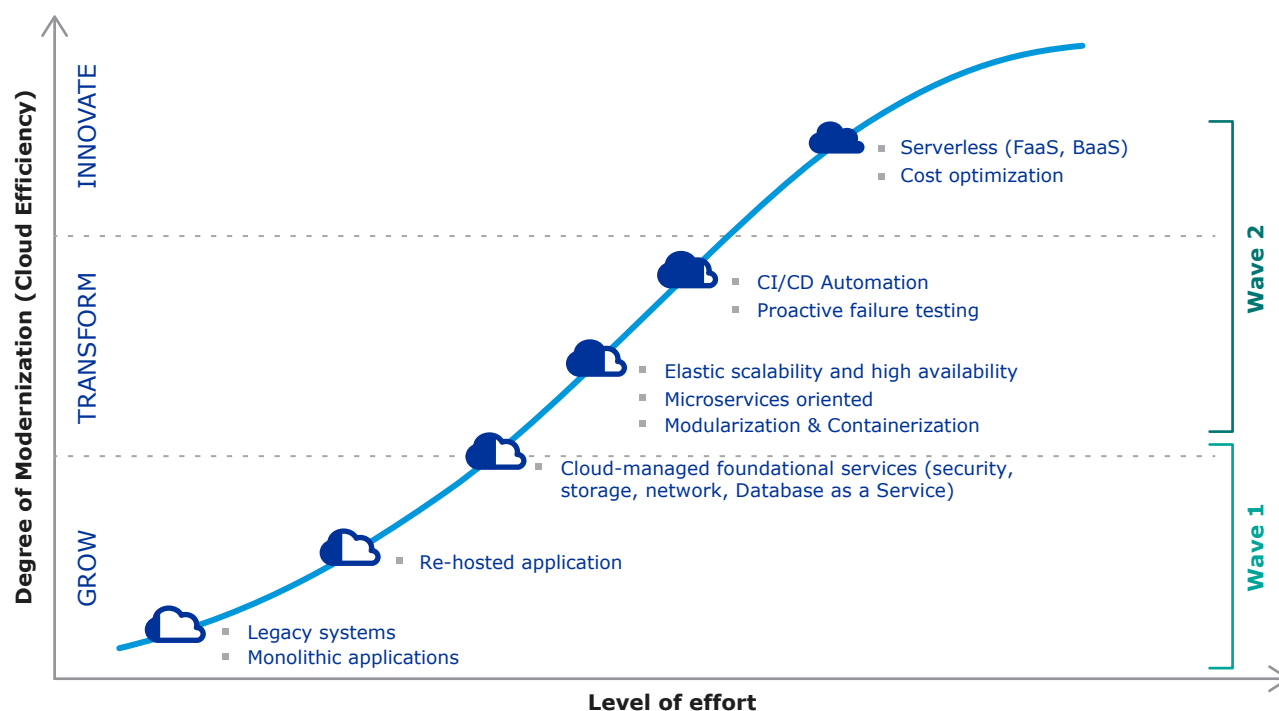 Degree of Modernization (Cloud Efficiency)
INNOVATE
TRANSFORM
GROW
Serverless (FaaS, BaaS)
Cost optimization
CI/CD Automation
Proactive failure testing
Elastic scalability and high availability
Microservices oriented
Modularization & Containerization
Cloud-managed foundational services (security,
storage, network, Database as a Service)
Re-hosted application
Legacy systems
Monolithic applications
Wave 2
Wave 1
Level of effort